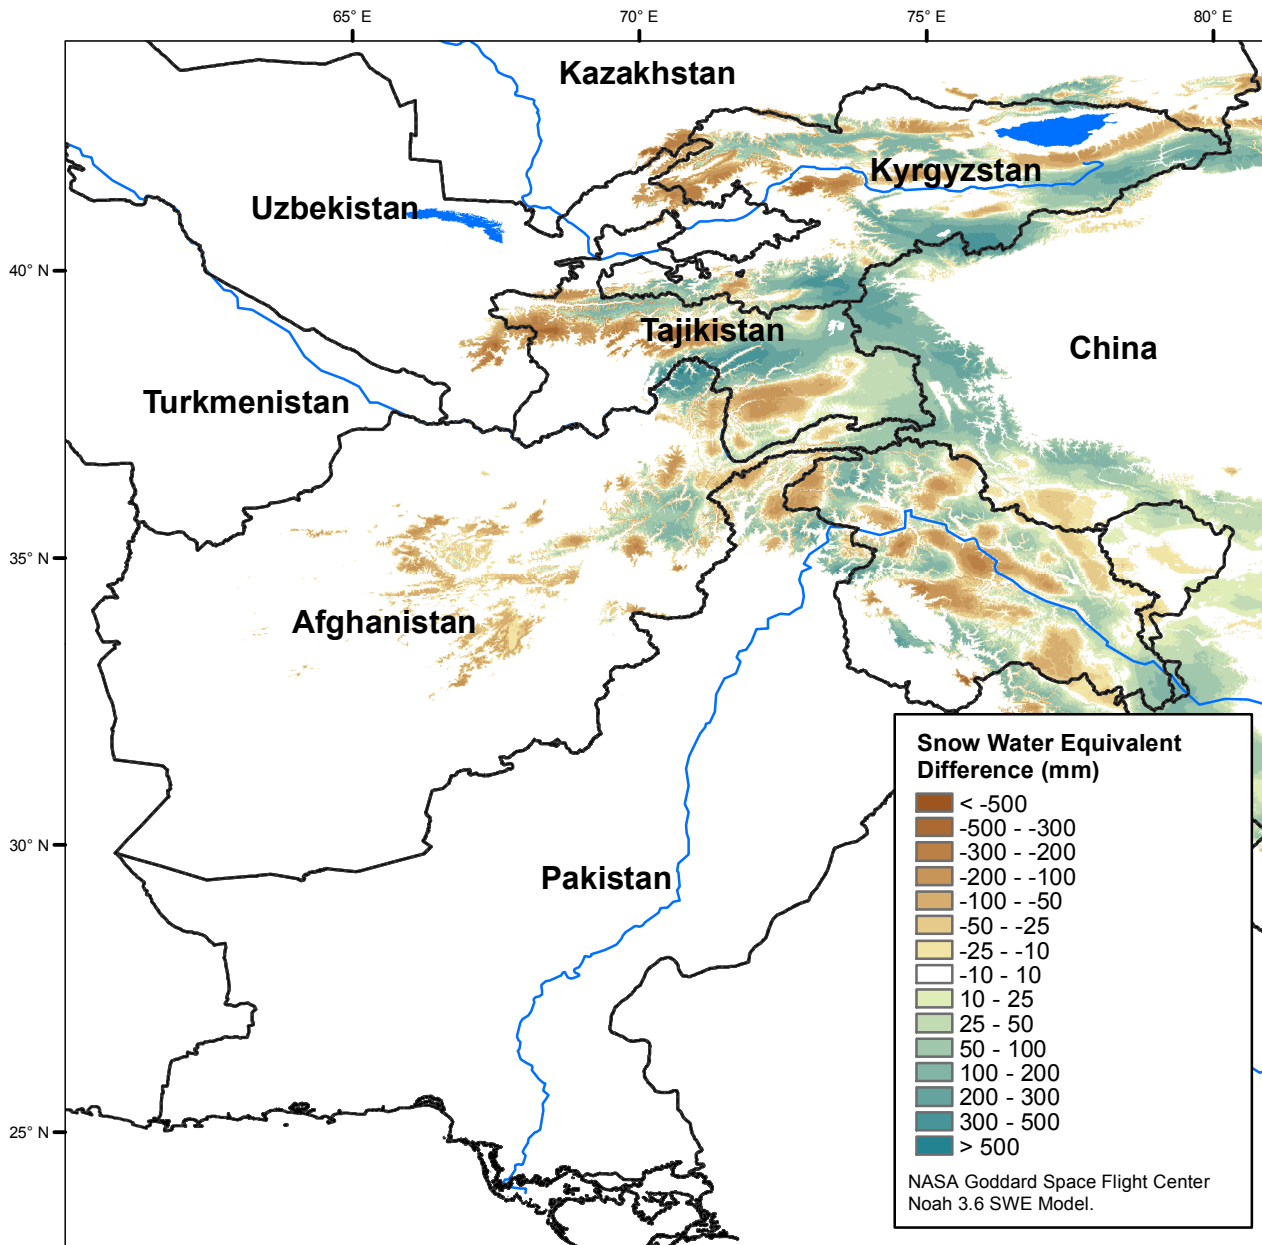 65° E
70° E
75° E
80° E
Kazakhstan
Kyrgyzstan
Uzbekistan
40° N
Tajikistan
China
Turkmenistan
35° N
Afghanistan
30° N
Pakistan
25° N
Snow Water Equivalent
Difference (mm)
< -500
-500 - -300
-300 - -200
-200 - -100
-100 - -50
-50 - -25
-25 - -10
-10 - 10
10 - 25
25 - 50
50 - 100
100 - 200
200 - 300
300 - 500
> 500
NASA Goddard Space Flight Center
Noah 3.6 SWE Model.